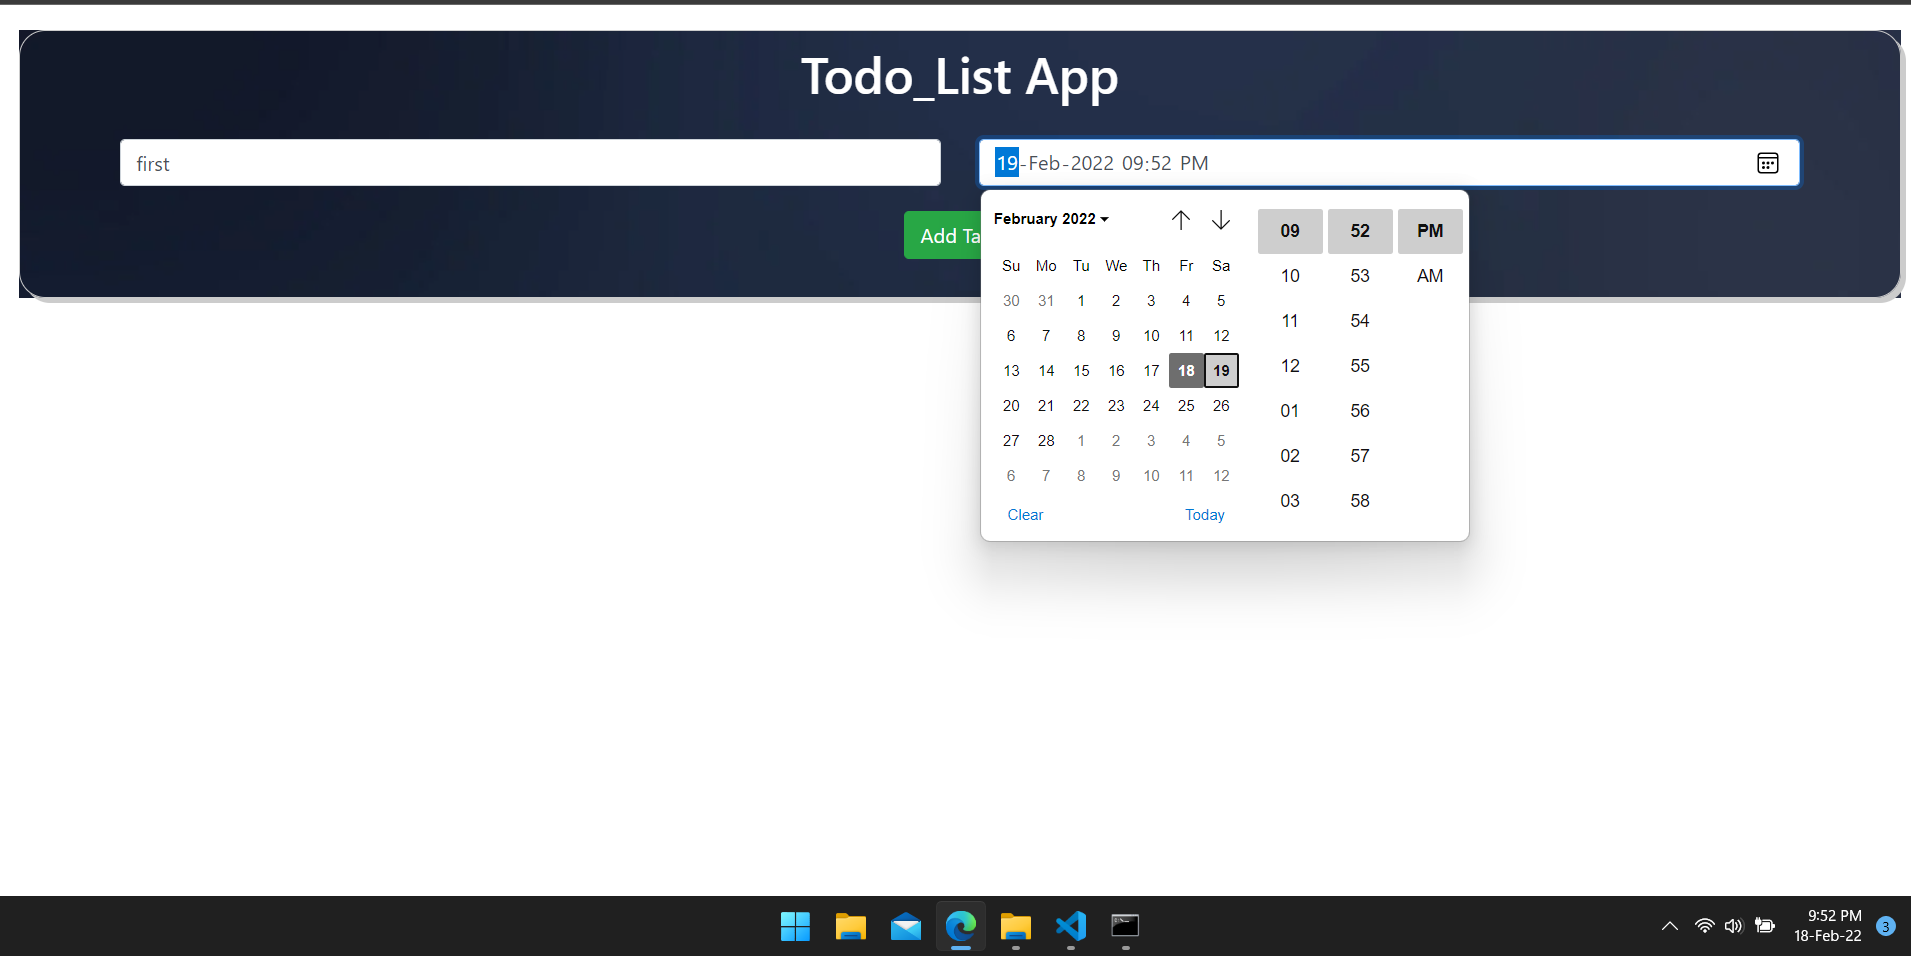 Todo_List App
first
19-Feb-2022 09:52 PM
Add Ta
February 2022
Su Mo Tu We Th Fr Sa
30 31 1 2 3 4 5
6 7 8 9 10 11 12
13 14 15 16 17 18 19
20 21 22 23 24 25 26
27 28 1 2 3 4 5
6 7 8 9 10 11 12
Clear Today
09 52 PM
10 53 AM
11 54
12 55
01 56
02 57
03 58
9:52 PM
18-Feb-22
3